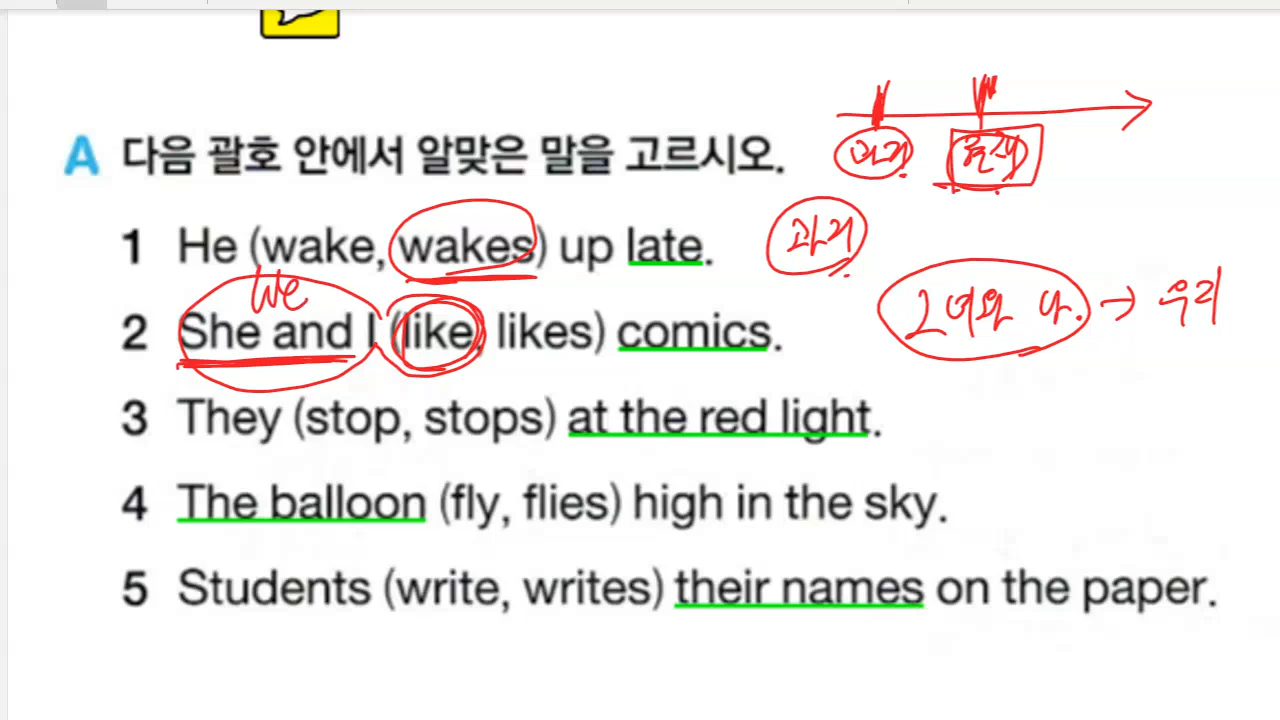 A 다음 괄호 안에서 알맞은 말을 고르시오.
과거 현재
1 He (wake, wakes) up late.
과거
We
2 She and I (like, likes) comics.
그녀와 나. → 우리
3 They (stop, stops) at the red light.
4 The balloon (fly, flies) high in the sky.
5 Students (write, writes) their names on the paper.